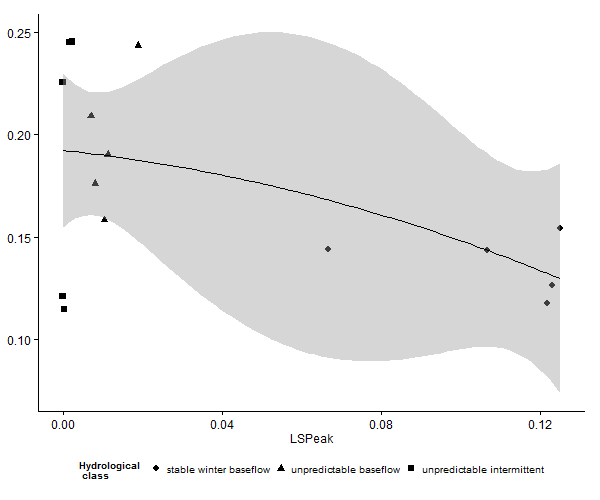 0.25
0.20
0.15
0.10
0.00 0.04 0.08 0.12
LSPeak
Hydrological
class
stable winter baseflow unpredictable baseflow unpredictable intermittent